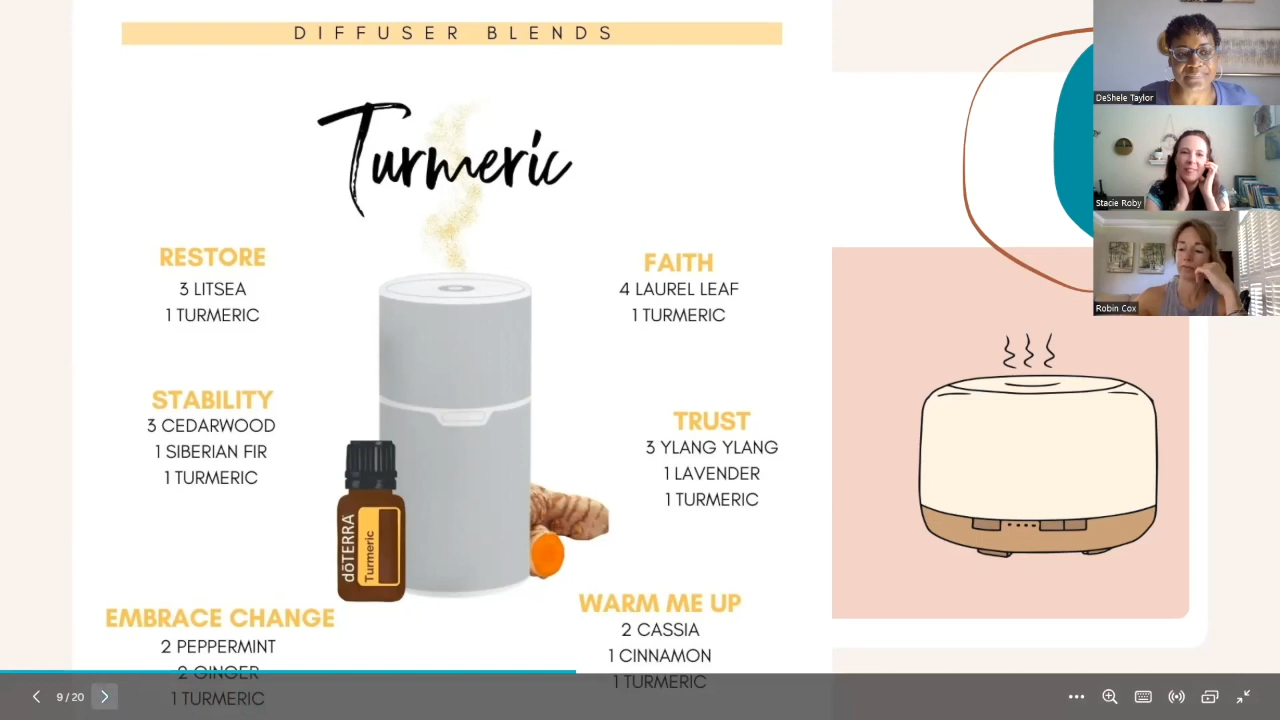 DIFFUSER BLENDS
Turmeric
RESTORE
3 LITSEA
1 TURMERIC
FAITH
4 LAUREL LEAF
1 TURMERIC
STABILITY
3 CEDARWOOD
1 SIBERIAN FIR
1 TURMERIC
TRUST
3 YLANG YLANG
1 LAVENDER
1 TURMERIC
dōTERRA
Turmeric
EMBRACE CHANGE
2 PEPPERMINT
2 GINGER
1 TURMERIC
WARM ME UP
2 CASSIA
1 CINNAMON
1 TURMERIC
DeShele Taylor
Stacie Roby
Robin Cox
9 / 20